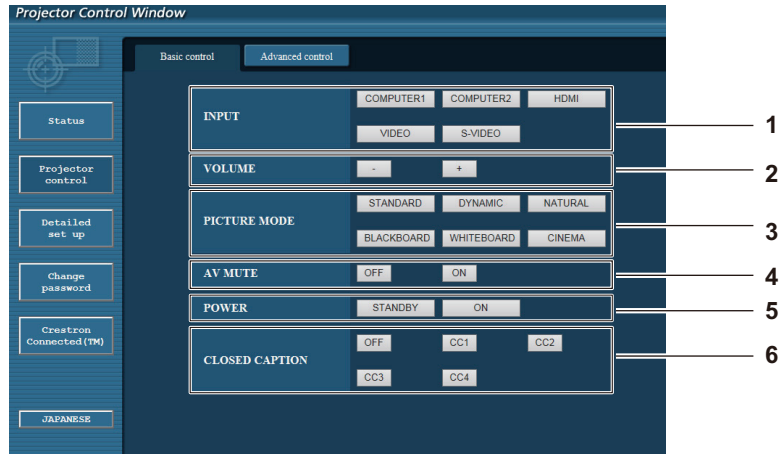 Projector Control Window
Basic control Advanced control
Status
Projector
control
Detailed
set up
Change
password
Crestron
Connected(TM)
JAPANESE
INPUT
COMPUTER1 COMPUTER2 HDMI
VIDEO S-VIDEO
1
VOLUME - +
2
PICTURE MODE
STANDARD DYNAMIC NATURAL
BLACKBOARD WHITEBOARD CINEMA
3
AV MUTE OFF ON
4
POWER STANDBY ON
5
CLOSED CAPTION
OFF CC1 CC2
CC3 CC4
6